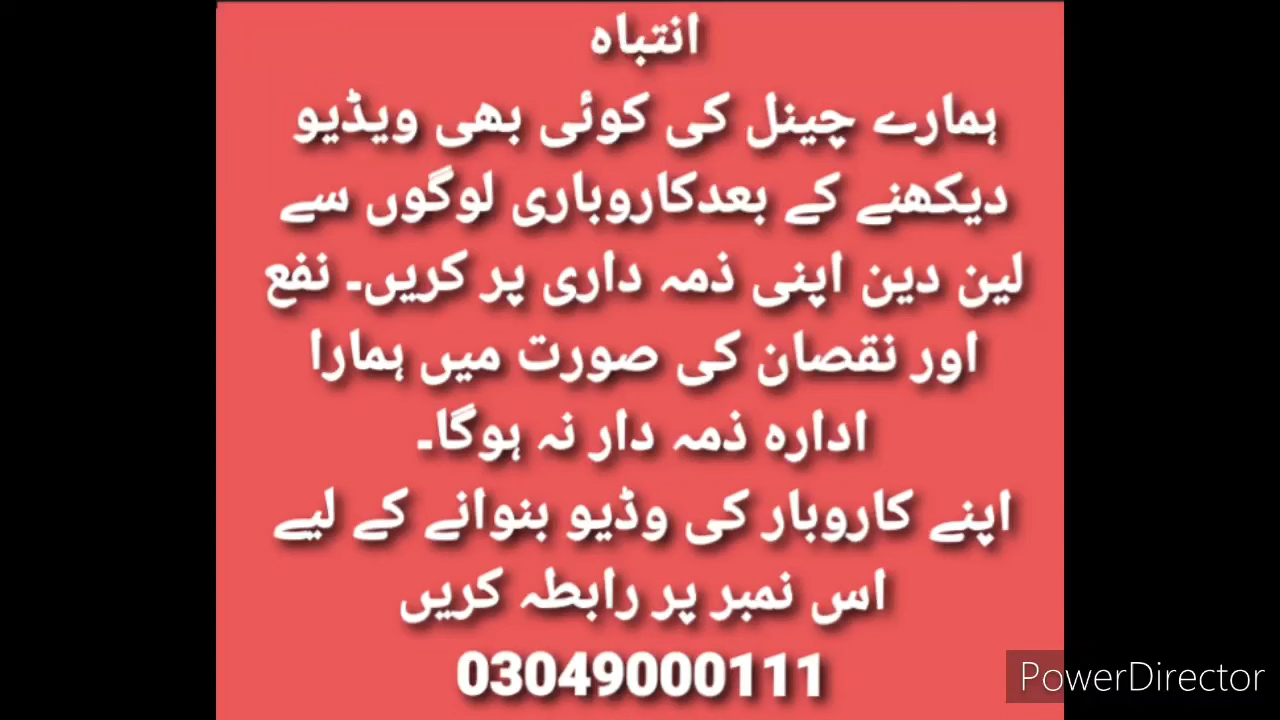 انتباہ
ہمارے چینل کی کوئی بھی ویڈیو
دیکھنے کے بعدکاروباری لوگوں سے
لین دین اپنی ذمہ داری پر کریں۔ نفع
اور نقصان کی صورت میں ہمارا
ادارہ ذمہ دار نہ ہوگا۔
اپنے کاروبار کی وڈیو بنوانے کے لیے
اس نمبر پر رابطہ کریں
03049000111
PowerDirector